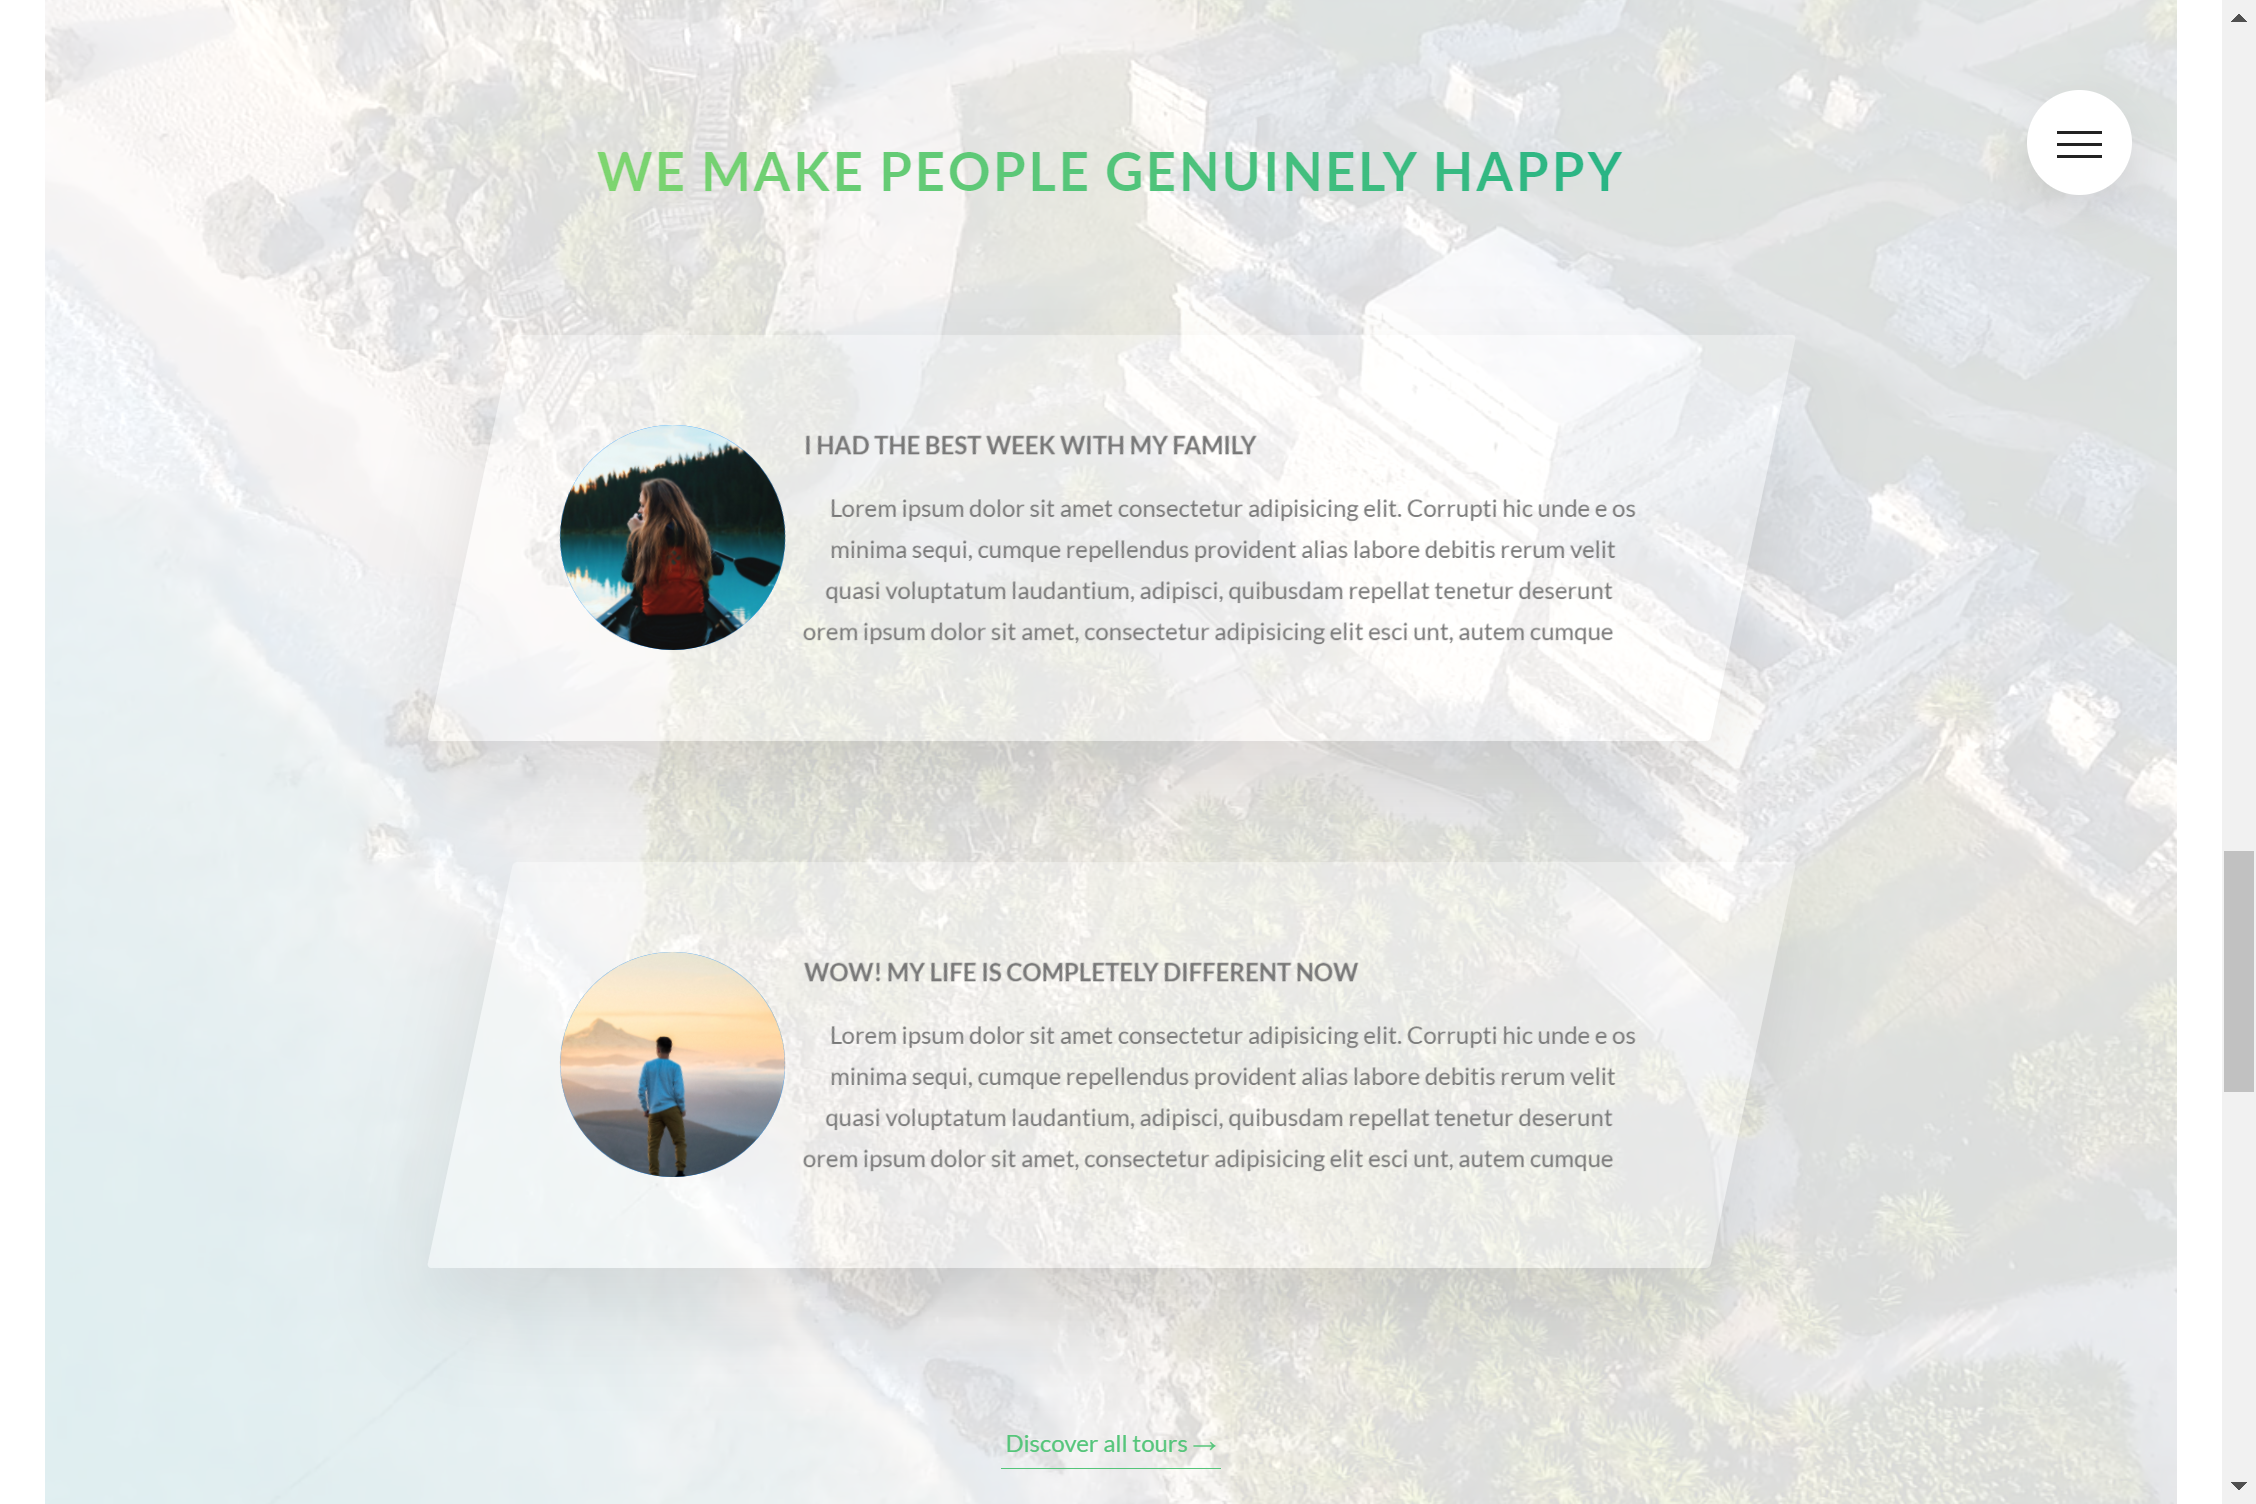 WE MAKE PEOPLE GENUINELY HAPPY
I HAD THE BEST WEEK WITH MY FAMILY
Lorem ipsum dolor sit amet consectetur adipisicing elit. Corrupti hic unde e os
minima sequi, cumque repellendus provident alias labore debitis rerum velit
quasi voluptatum laudantium, adipisci, quibusdam repellat tenetur deserunt
orem ipsum dolor sit amet, consectetur adipisicing elit esci unt, autem cumque
WOW! MY LIFE IS COMPLETELY DIFFERENT NOW
Lorem ipsum dolor sit amet consectetur adipisicing elit. Corrupti hic unde e os
minima sequi, cumque repellendus provident alias labore debitis rerum velit
quasi voluptatum laudantium, adipisci, quibusdam repellat tenetur deserunt
orem ipsum dolor sit amet, consectetur adipisicing elit esci unt, autem cumque
Discover all tours →